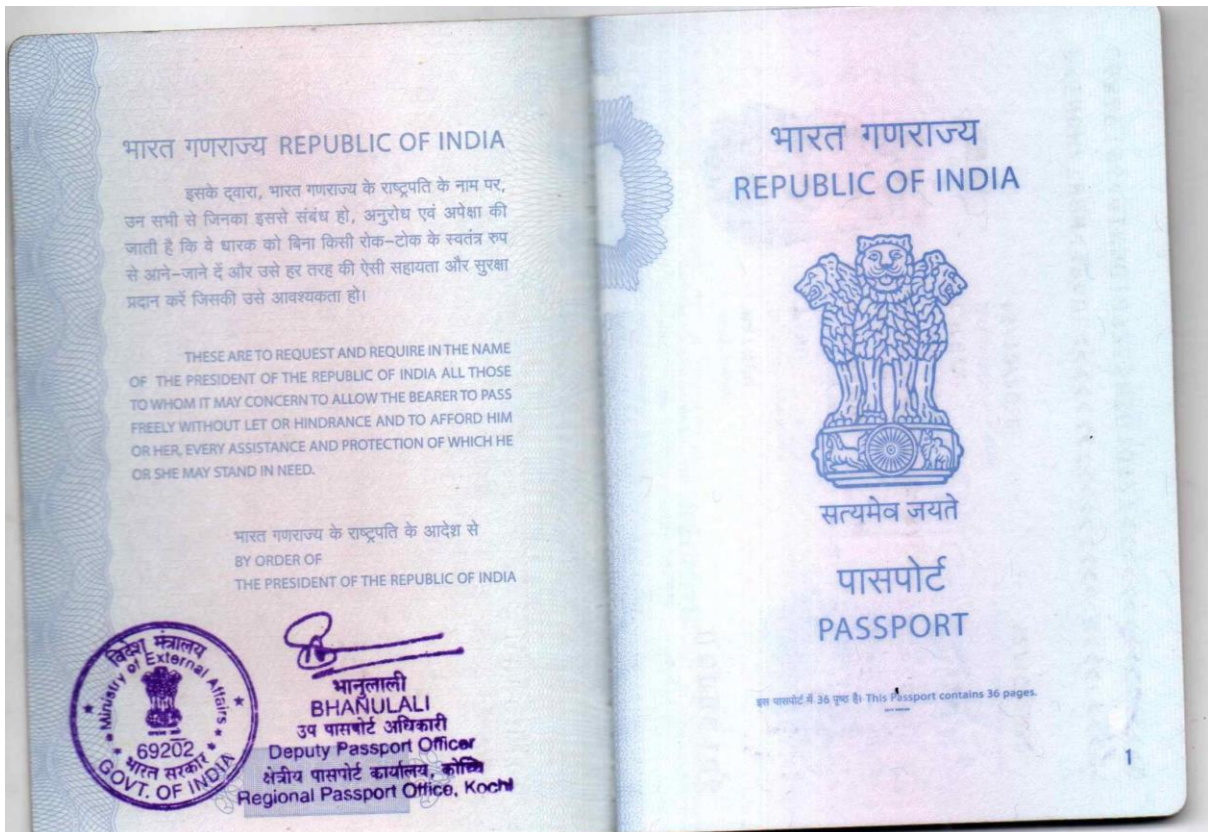 भारत गणराज्य REPUBLIC OF INDIA
इसके द्वारा, भारत गणराज्य के राष्ट्रपति के नाम पर,
उन सभी से जिनका इससे संबंध हो, अनुरोध एवं अपेक्षा की
जाती है कि वे धारक को बिना किसी रोक-टोक के स्वतंत्र रुप
से आने-जाने दें और उसे हर तरह की ऐसी सहायता और सुरक्षा
प्रदान करें जिसकी उसे आवश्यकता हो।
THESE ARE TO REQUEST AND REQUIRE IN THE NAME
OF THE PRESIDENT OF THE REPUBLIC OF INDIA ALL THOSE
TO WHOM IT MAY CONCERN TO ALLOW THE BEARER TO PASS
FREELY WITHOUT LET OR HINDRANCE AND TO AFFORD HIM
OR HER, EVERY ASSISTANCE AND PROTECTION OF WHICH HE
OR SHE MAY STAND IN NEED.
भारत गणराज्य के राष्ट्रपति के आदेश से
BY ORDER OF
THE PRESIDENT OF THE REPUBLIC OF INDIA
विदेश मंत्रालय
Ministry of External Affairs
69202
भारत सरकार
GOVT. OF INDIA
भानुलाली
BHANULALI
उप पासपोर्ट अधिकारी
Deputy Passport Officer
क्षेत्रीय पासपोर्ट कार्यालय, कोच्चि
Regional Passport Office, Kochi
भारत गणराज्य
REPUBLIC OF INDIA
सत्यमेव जयते
पासपोर्ट
PASSPORT
इस पासपोर्ट में 36 पृष्ठ है। This Passport contains 36 pages.
1